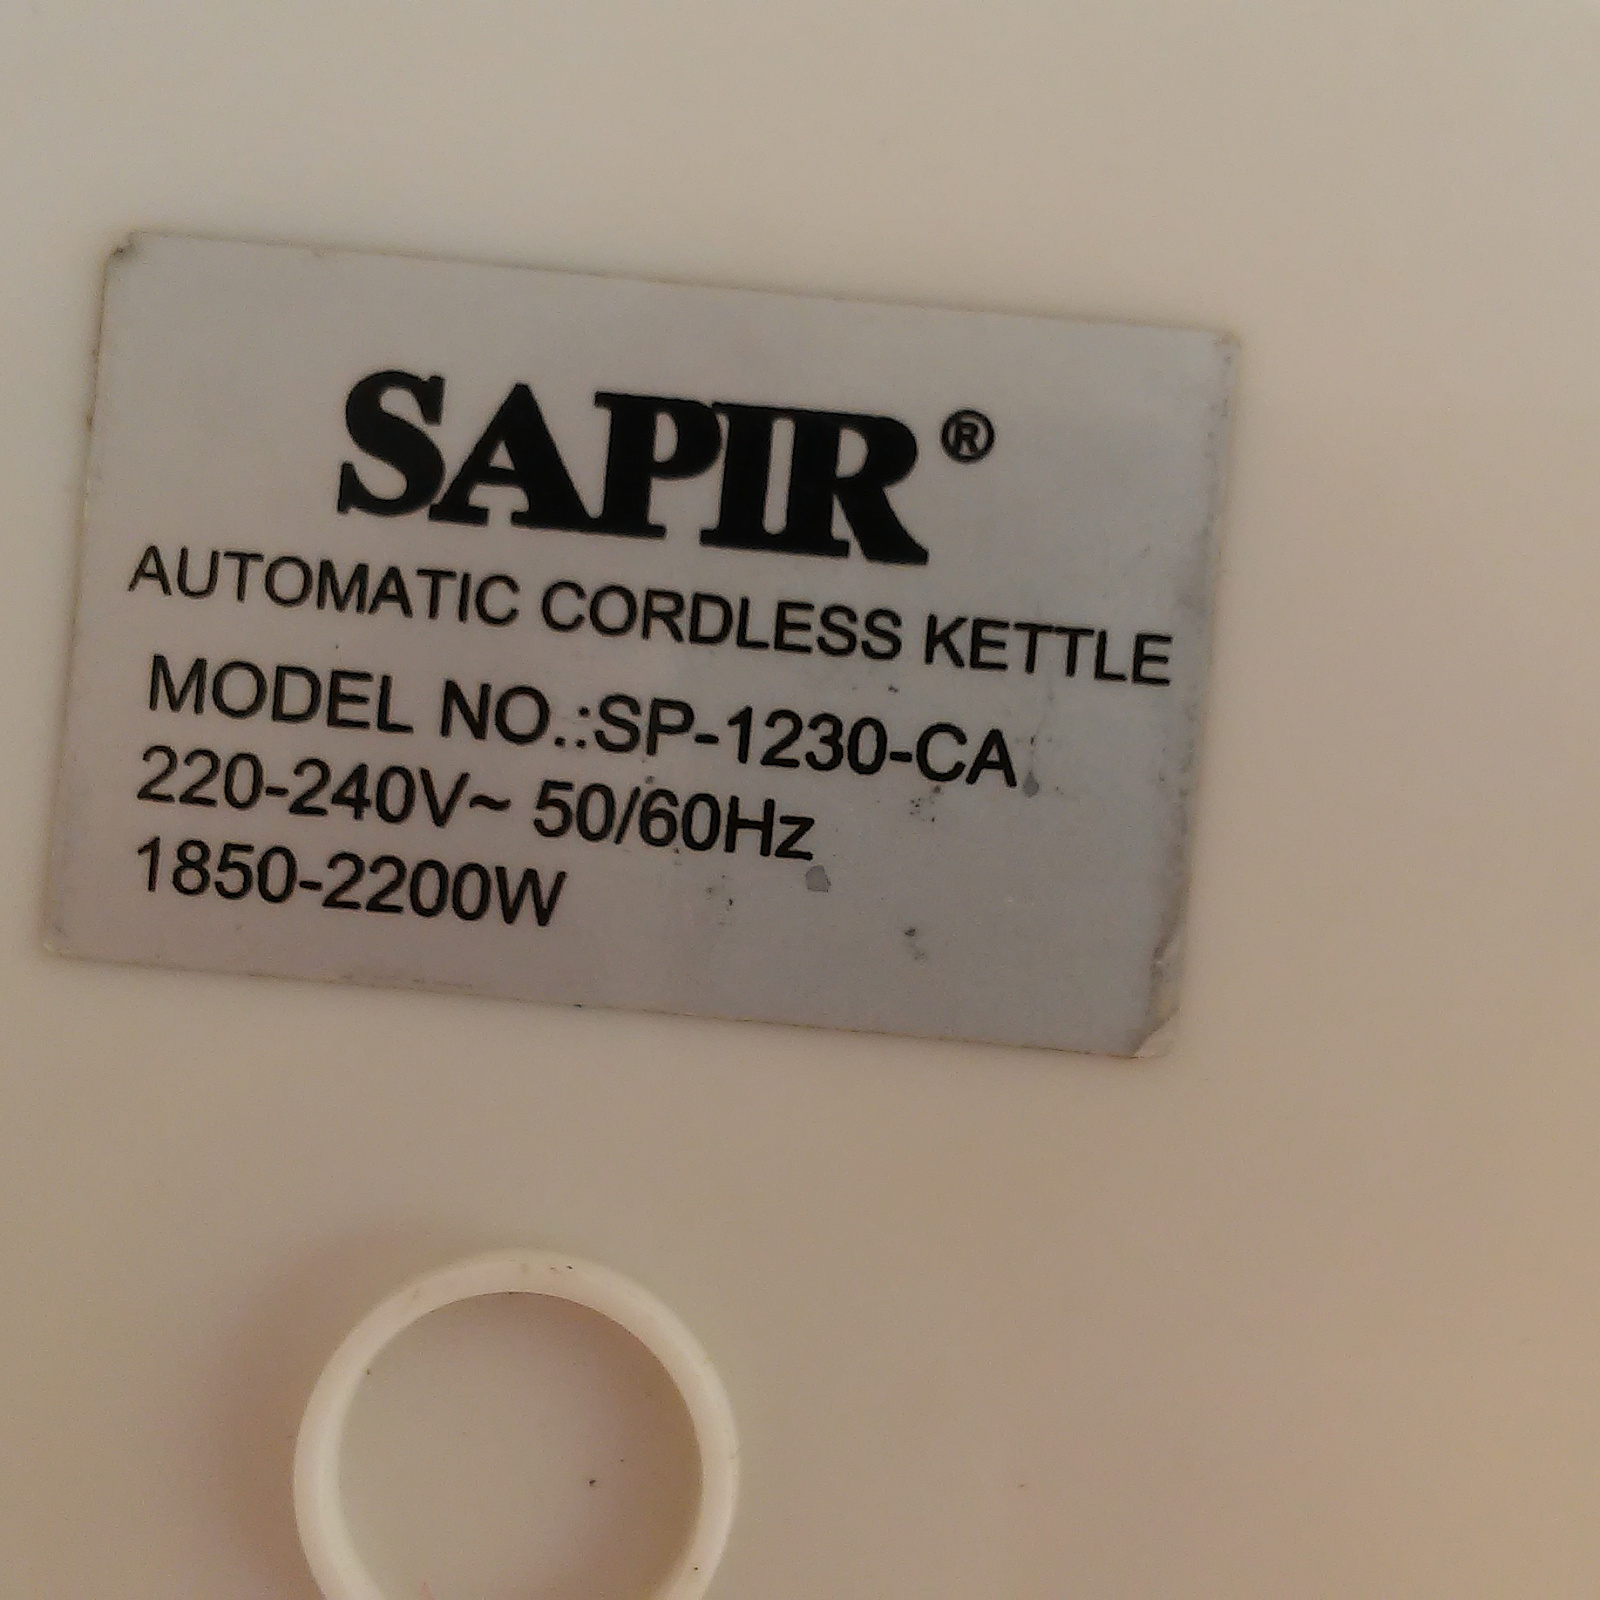 SAPIR®
AUTOMATIC CORDLESS KETTLE
MODEL NO.:SP-1230-CA
220-240V~ 50/60Hz
1850-2200W